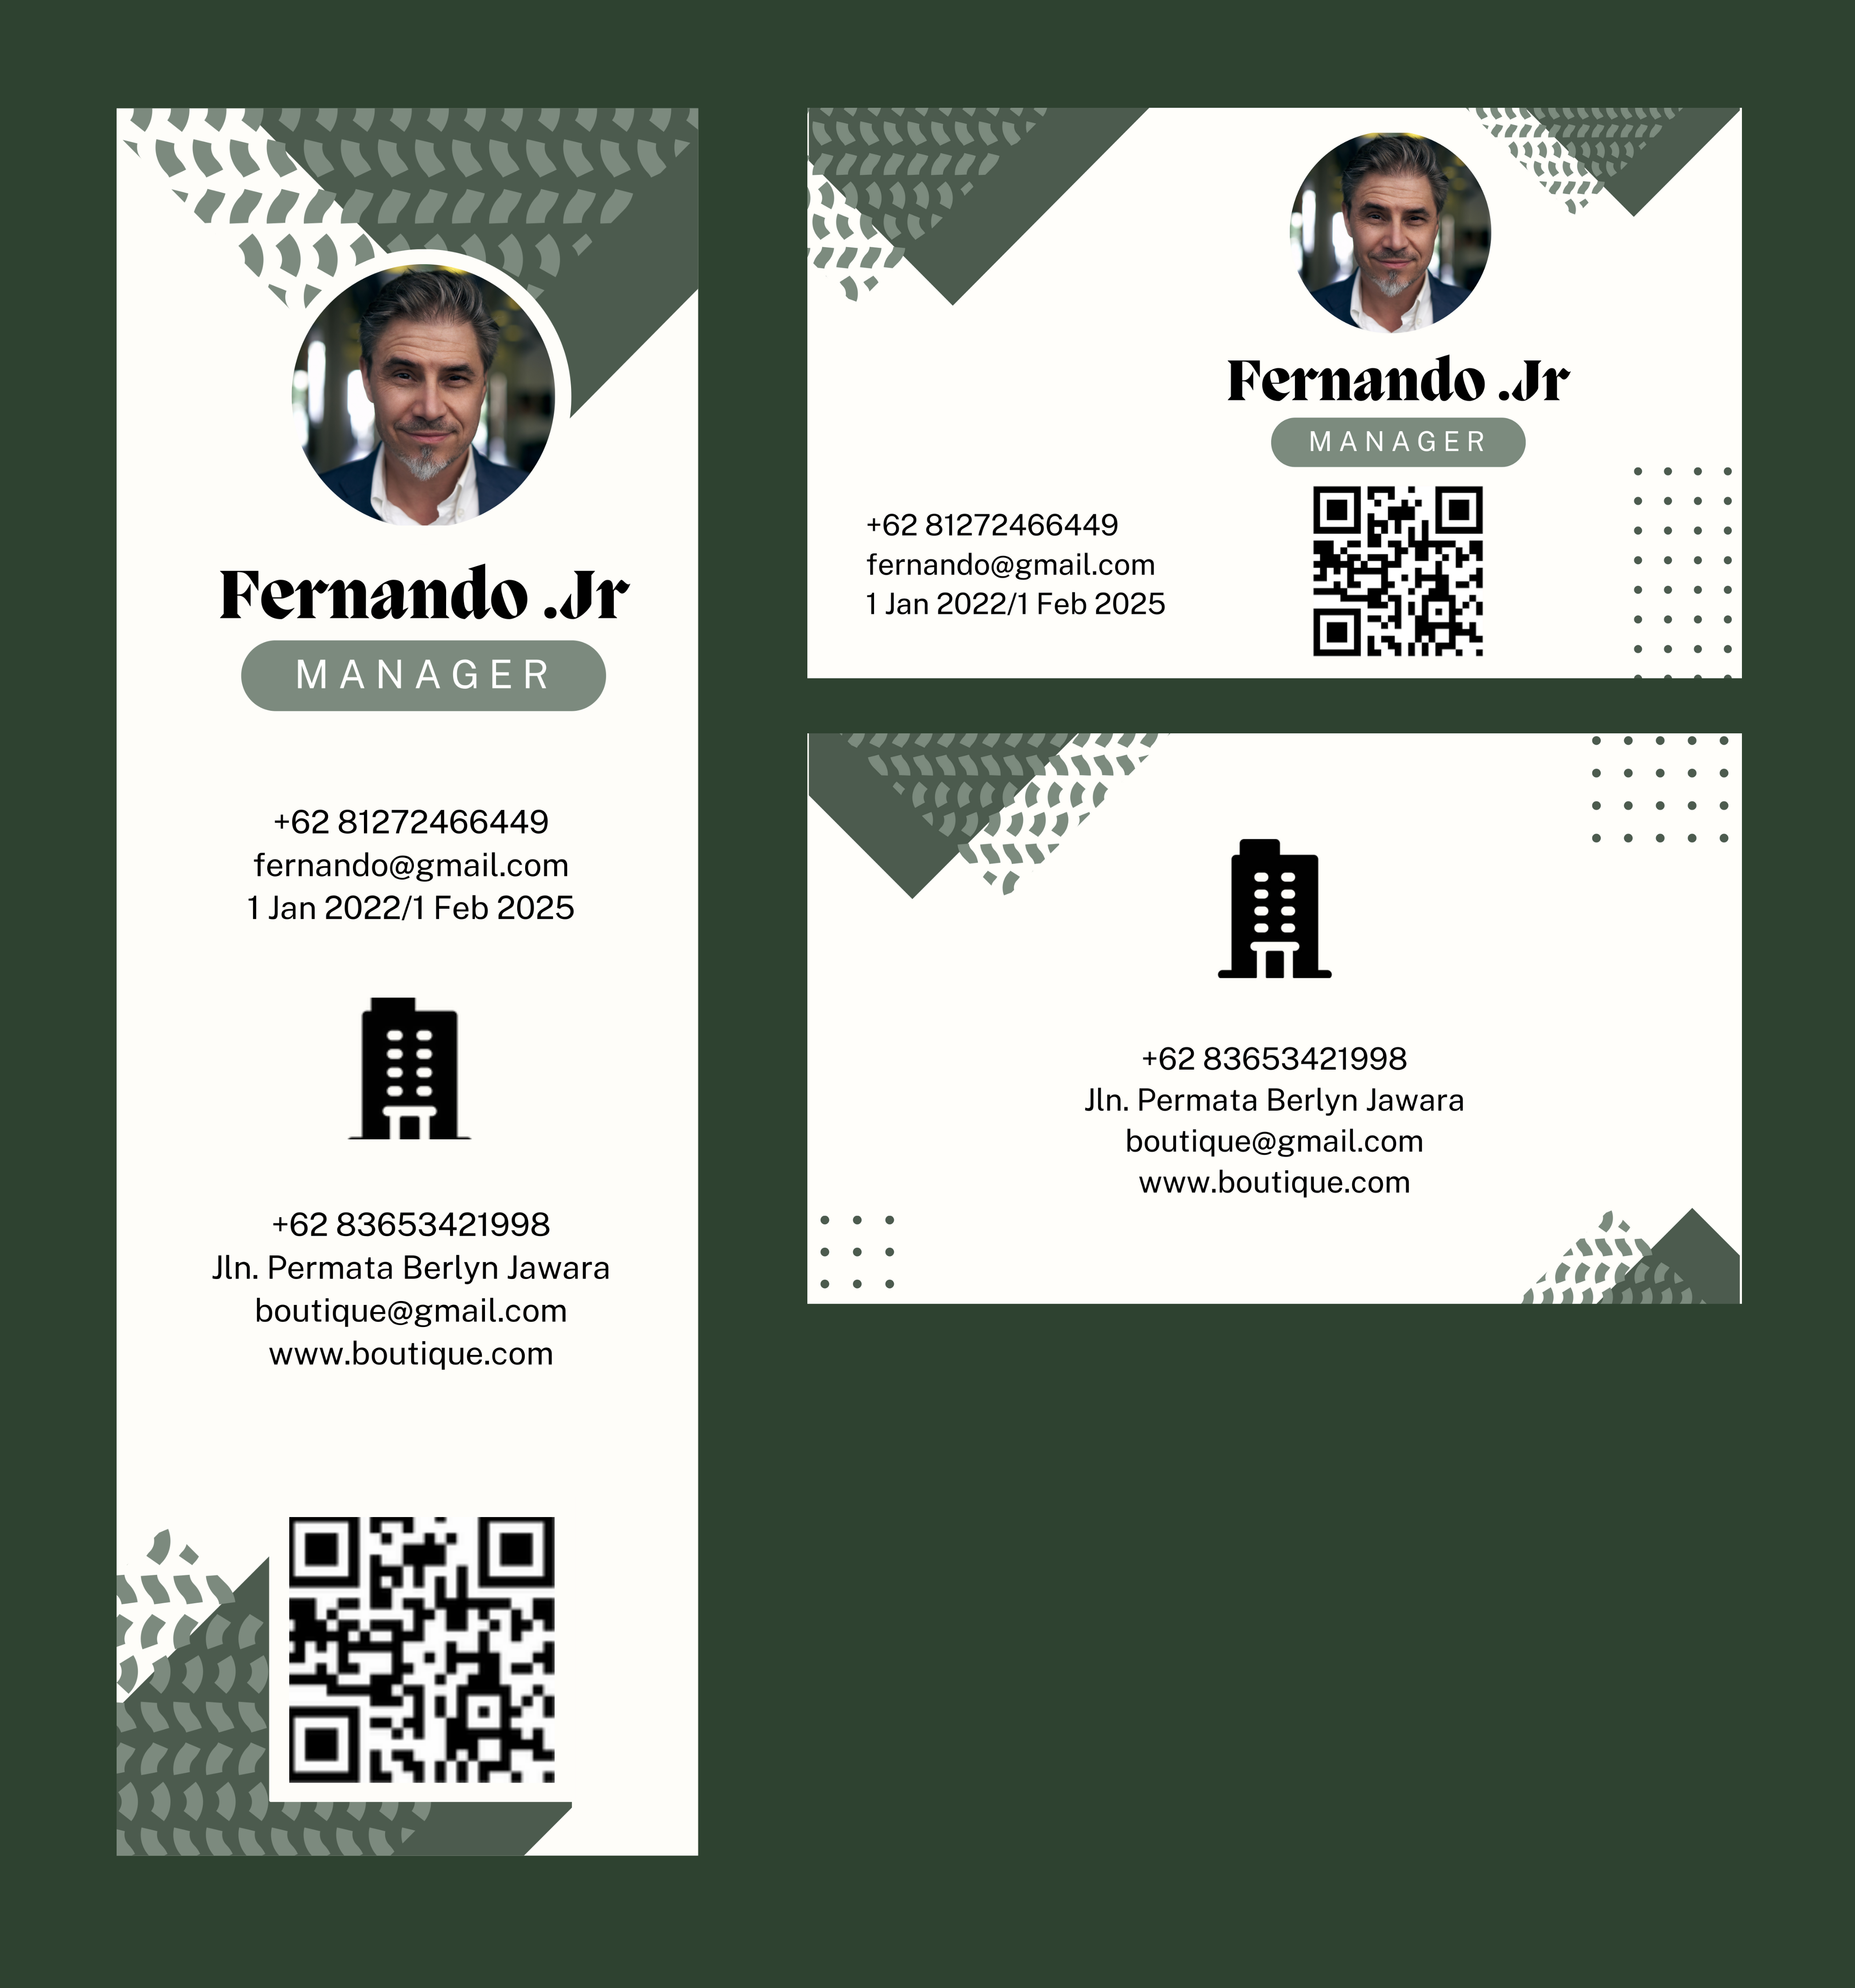 Fernando .Jr
MANAGER
+62 81272466449
fernando@gmail.com
1 Jan 2022/1 Feb 2025
+62 83653421998
Jln. Permata Berlyn Jawara
boutique@gmail.com
www.boutique.com
Fernando .Jr
MANAGER
+62 81272466449
fernando@gmail.com
1 Jan 2022/1 Feb 2025
+62 83653421998
Jln. Permata Berlyn Jawara
boutique@gmail.com
www.boutique.com